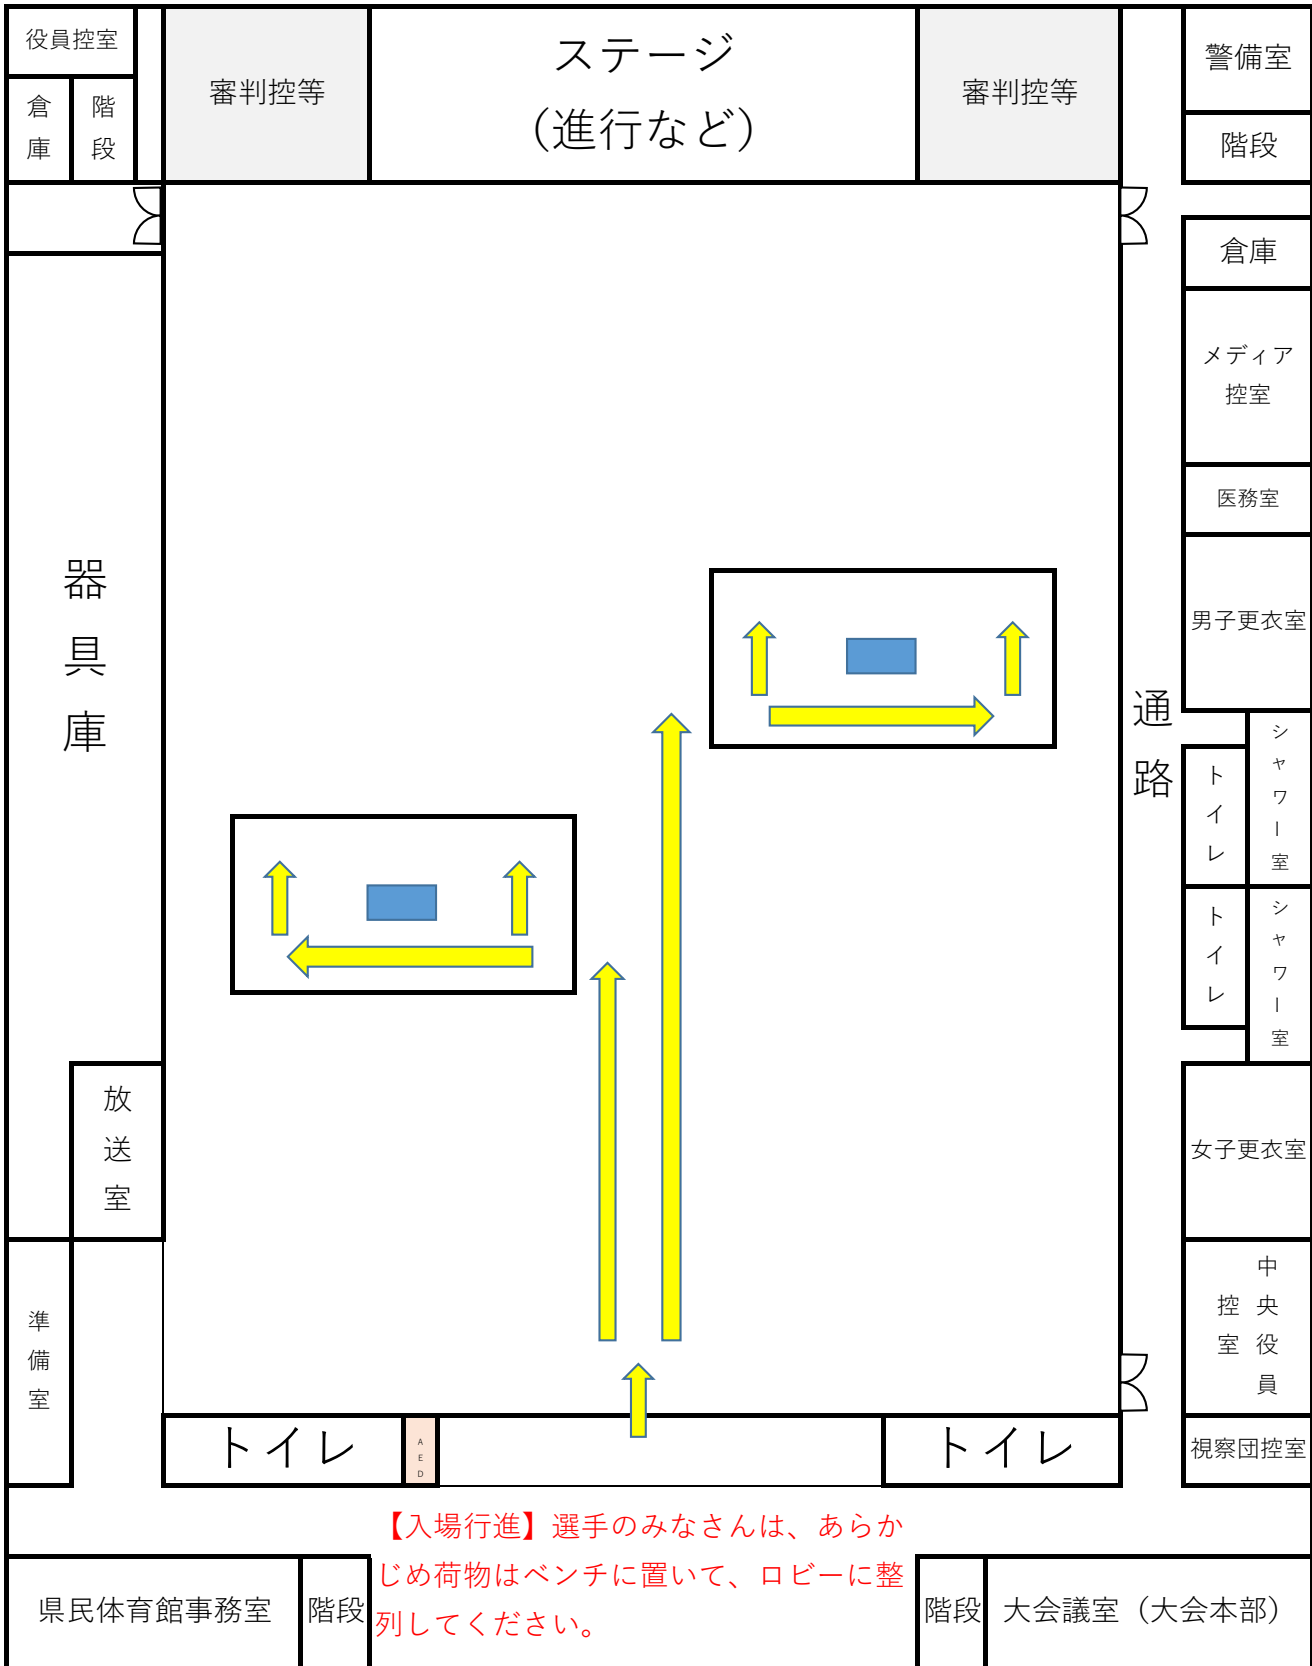 役員控室
倉庫
階段
審判控等
ステージ
（進行など）
審判控等
警備室
階段
倉庫
メディア
控室
医務室
男子更衣室
器具庫
通路
シャワー室
トイレ
シャワー室
トイレ
放送室
女子更衣室
準備室
中央役員
控室
トイレ
AED
トイレ
視察団控室
【入場行進】選手のみなさんは、あらか
じめ荷物はベンチに置いて、ロビーに整
列してください。
県民体育館事務室
階段
階段
大会議室（大会本部）